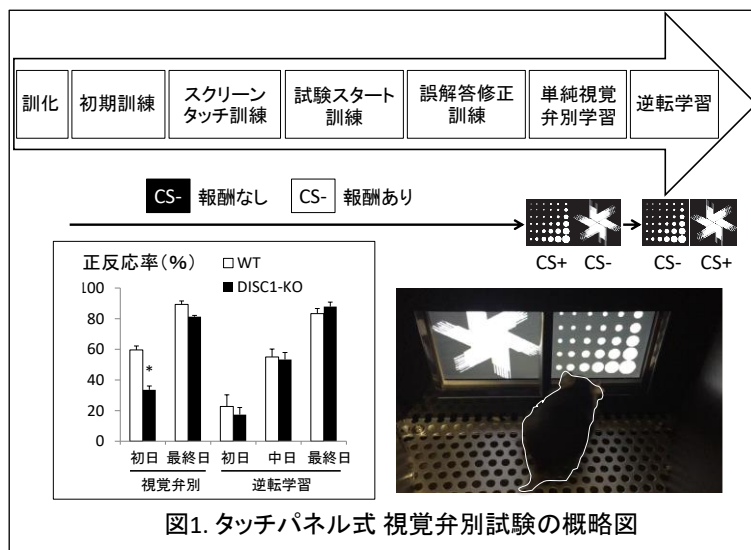 訓化
初期訓練
スクリーン
タッチ訓練
試験スタート
訓練
誤解答修正
訓練
単純視覚
弁別学習
逆転学習
CS- 報酬なし CS- 報酬あり
CS+ CS- CS- CS+
正反応率(%)
WT
DISC1-KO
100
80
60
40
20
0
*
初日 最終日 初日 中日 最終日
視覚弁別 逆転学習
図1. タッチパネル式 視覚弁別試験の概略図